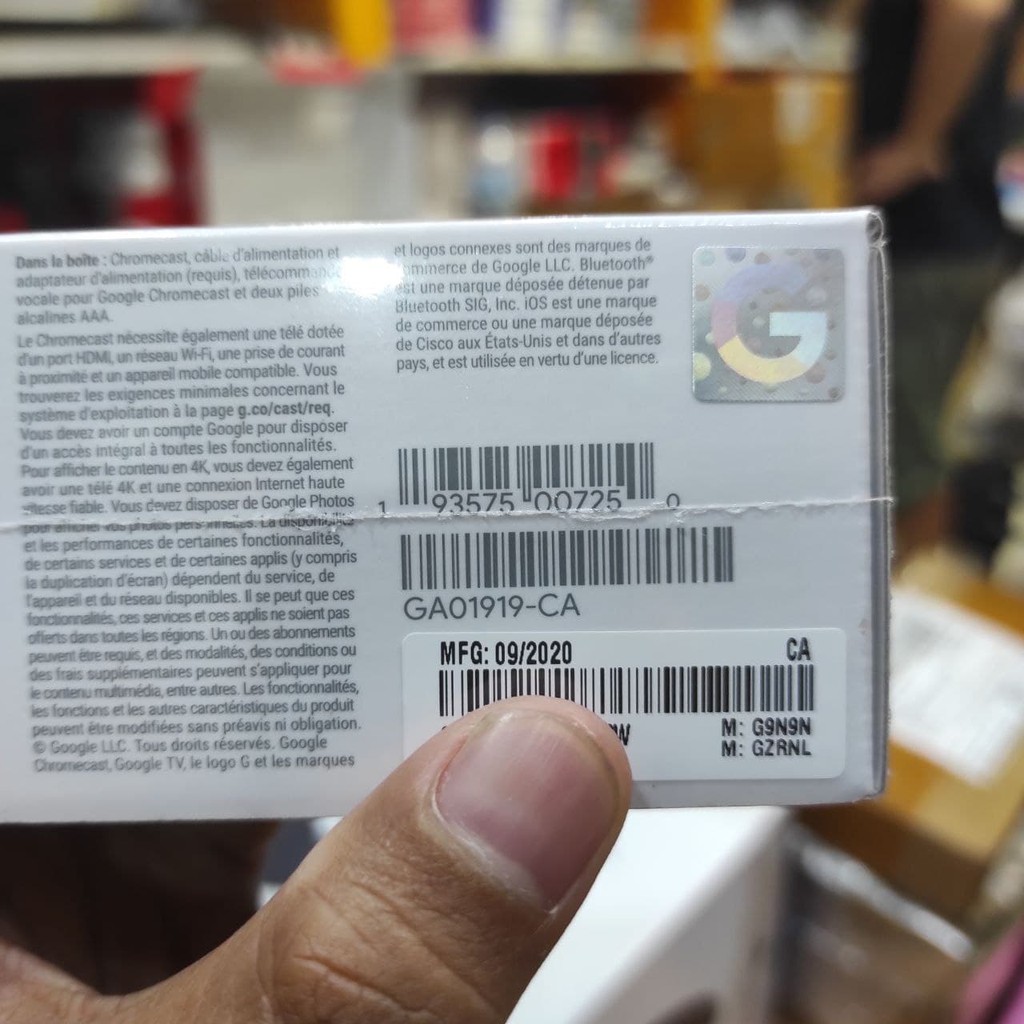 Dans la boîte : Chromecast, câble d'alimentation et
adaptateur d'alimentation (requis),
vocale pour Google Chromecast et deux piles
alcalines AAA.
Le Chromecast nécessite également une télé dotée
d'un port HDMI, un réseau Wi-Fi, une prise de courant
à proximité et un appareil mobile compatible. Vous
trouverez les exigences minimales concernant le
système d'exploitation à la page g.co/cast/req.
Vous devez avoir un compte Google pour disposer
d'un accès intégral à toutes les fonctionnalités.
Pour afficher le contenu en 4K, vous devez également
avoir une télé 4K et une connexion Internet haute
vitesse fiable. Vous devez disposer de Google Photos
pour afficher vos photos La disponibilité
et les performances de certaines fonctionnalités,
de certains services et de certaines applis (y compris
la duplication d'écran) dépendent du service, de
l'appareil et du réseau disponibles. Il se peut que ces
fonctionnalités, ces services et ces applis ne soient pas
offerts dans toutes les régions. Un ou des abonnements
peuvent être requis, et des modalités, des conditions ou
des frais supplémentaires peuvent s'appliquer pour
le contenu multimédia, entre autres. Les fonctionnalités,
les fonctions et les autres caractéristiques du produit
peuvent être modifiées sans préavis ni obligation.
© Google LLC. Tous droits réservés. Google
Chromecast, Google TV, le logo G et les marques
et logos connexes sont des marques de
commerce de Google LLC. Bluetooth®
est une marque déposée détenue par
Bluetooth SIG, Inc. iOS est une marque
de commerce ou une marque déposée
de Cisco aux États-Unis et dans d'autres
pays, et est utilisée en vertu d'une licence.
G
1 93575 00725 0
GA01919-CA
MFG: 09/2020 CA
M: G9N9N
M: GZRNL